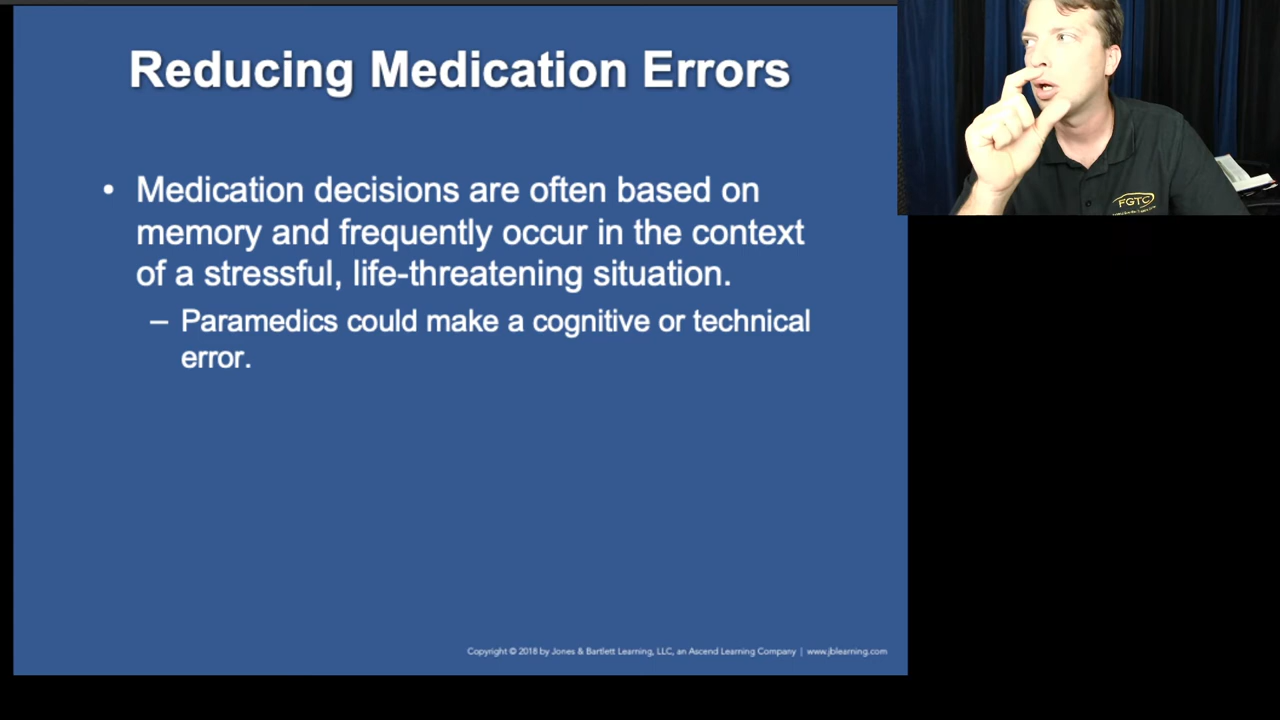 Reducing Medication Errors
• Medication decisions are often based on
memory and frequently occur in the context
of a stressful, life-threatening situation.
– Paramedics could make a cognitive or technical
error.
Copyright © 2018 by Jones & Bartlett Learning, LLC, an Ascend Learning Company | www.jblearning.com
FGTC